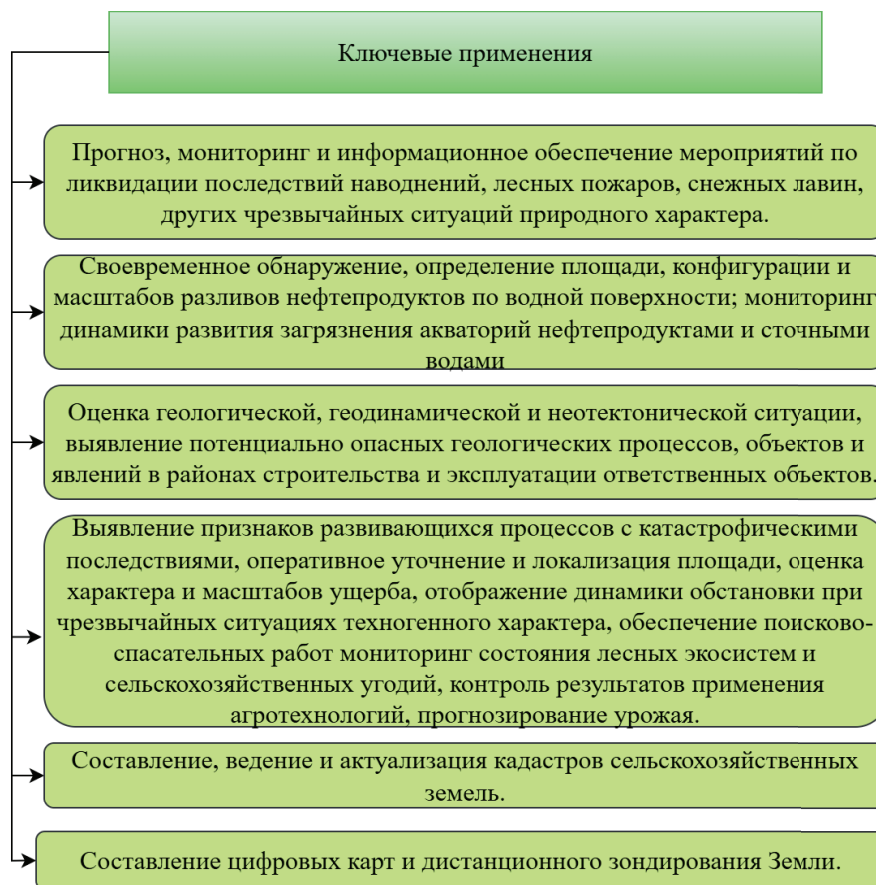 Ключевые применения
Прогноз, мониторинг и информационное обеспечение мероприятий по
ликвидации последствий наводнений, лесных пожаров, снежных лавин,
других чрезвычайных ситуаций природного характера.
Своевременное обнаружение, определение площади, конфигурации и
масштабов разливов нефтепродуктов по водной поверхности; мониторинг
динамики развития загрязнения акваторий нефтепродуктами и сточными
водами
Оценка геологической, геодинамической и неотектонической ситуации,
выявление потенциально опасных геологических процессов, объектов и
явлений в районах строительства и эксплуатации ответственных объектов.
Выявление признаков развивающихся процессов с катастрофическими
последствиями, оперативное уточнение и локализация площади, оценка
характера и масштабов ущерба, отображение динамики обстановки при
чрезвычайных ситуациях техногенного характера, обеспечение поисково-
спасательных работ мониторинг состояния лесных экосистем и
сельскохозяйственных угодий, контроль результатов применения
агротехнологий, прогнозирование урожая.
Составление, ведение и актуализация кадастров сельскохозяйственных
земель.
Составление цифровых карт и дистанционного зондирования Земли.